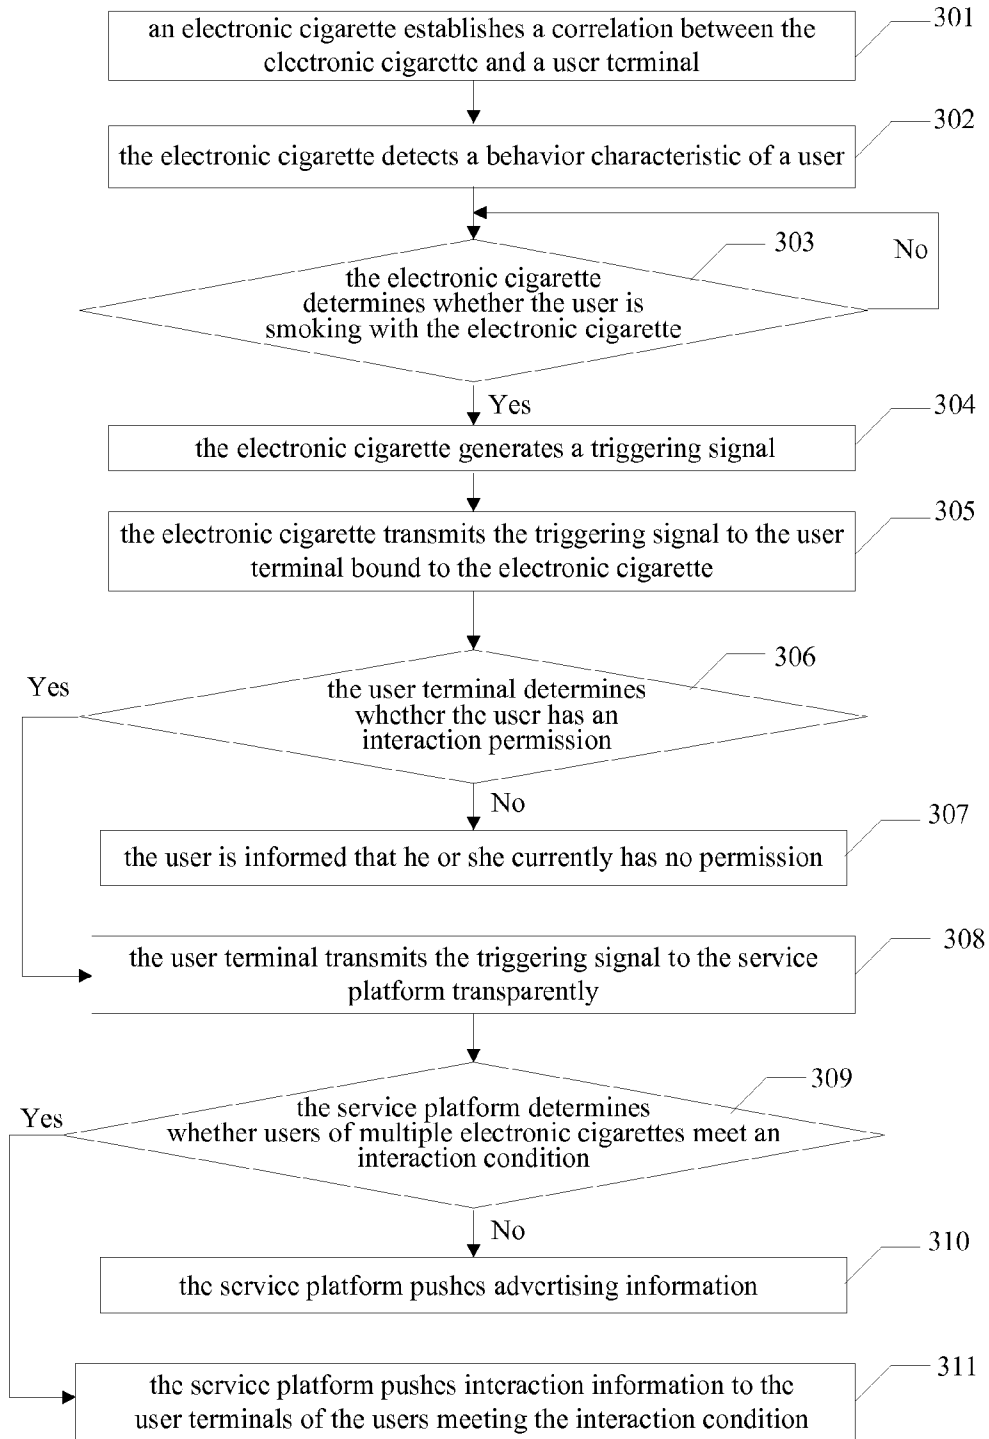 301
an electronic cigarette establishes a correlation between the
electronic cigarette and a user terminal
302
the electronic cigarette detects a behavior characteristic of a user
303
No
the electronic cigarette
determines whether the user is
smoking with the electronic cigarette
Yes
304
the electronic cigarette generates a triggering signal
305
the electronic cigarette transmits the triggering signal to the user
terminal bound to the electronic cigarette
306
Yes
the user terminal determines
whether the user has an
interaction permission
No
307
the user is informed that he or she currently has no permission
308
the user terminal transmits the triggering signal to the service
platform transparently
309
Yes
the service platform determines
whether users of multiple electronic cigarettes meet an
interaction condition
No
310
the service platform pushes advertising information
311
the service platform pushes interaction information to the
user terminals of the users meeting the interaction condition